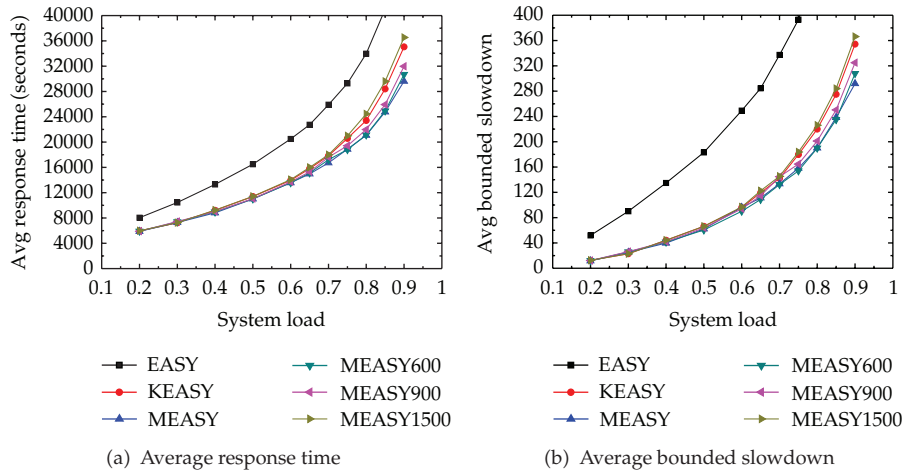 Avg response time (seconds)
40000
36000
32000
28000
24000
20000
16000
12000
8000
4000
0
0.1 0.2 0.3 0.4 0.5 0.6 0.7 0.8 0.9 1
System load
EASY
KEASY
MEASY
MEASY600
MEASY900
MEASY1500
(a) Average response time
Avg bounded slowdown
400
360
320
280
240
200
160
120
80
40
0
0.1 0.2 0.3 0.4 0.5 0.6 0.7 0.8 0.9 1
System load
EASY
KEASY
MEASY
MEASY600
MEASY900
MEASY1500
(b) Average bounded slowdown